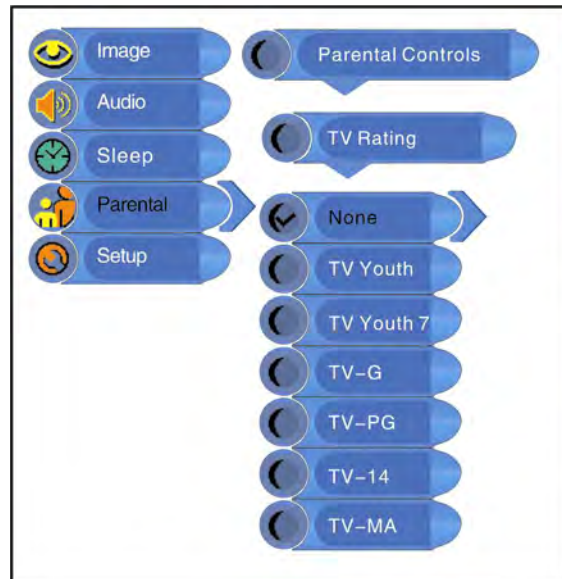 Image
Audio
Sleep
Parental
Setup
Parental Controls
TV Rating
None
TV Youth
TV Youth 7
TV–G
TV–PG
TV–14
TV–MA